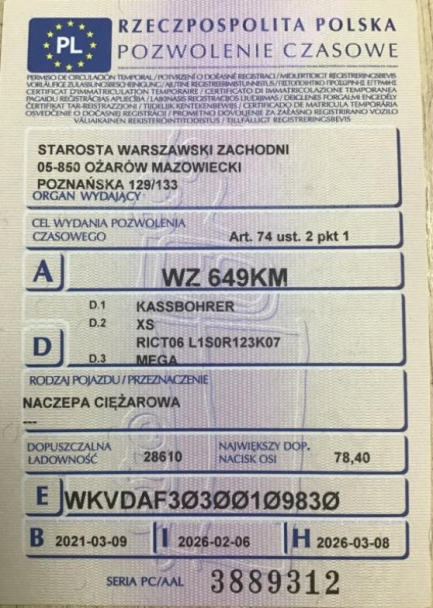 PL
RZECZPOSPOLITA POLSKA
POZWOLENIE CZASOWE
STAROSTA WARSZAWSKI ZACHODNI
05-850 OŻARÓW MAZOWIECKI
POZNAŃSKA 129/133
ORGAN WYDAJĄCY
CEL WYDANIA POZWOLENIA
CZASOWEGO Art. 74 ust. 2 pkt 1
A WZ 649KM
D.1 KASSBOHRER
D.2 XS
RICT06 L1S0R123K07
D
D.3 MEGA
RODZAJ POJAZDU / PRZEZNACZENIE
NACZEPA CIĘŻAROWA
---
DOPUSZCZALNA ŁADOWNOŚĆ 28610 NAJWIĘKSZY DOP. NACISK OSI 78,40
E WKVDAF3Ø3ØØ1Ø983Ø
B 2021-03-09 I 2026-02-06 H 2026-03-08
SERIA PC/AAL 3889312